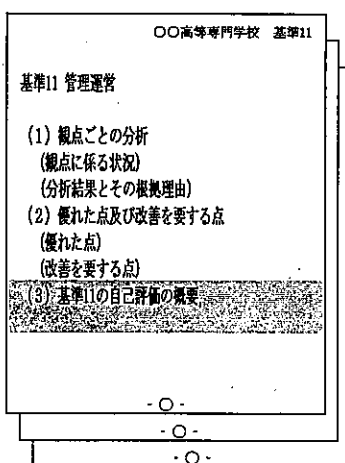 〇〇高等専門学校 基準11
基準11 管理運営
(1) 観点ごとの分析
(観点に係る状況)
(分析結果とその根拠理由)
(2) 優れた点及び改善を要する点
(優れた点)
(改善を要する点)
(3) 基準11の自己評価の概要
- 〇 -
- 〇 -
- 〇 -